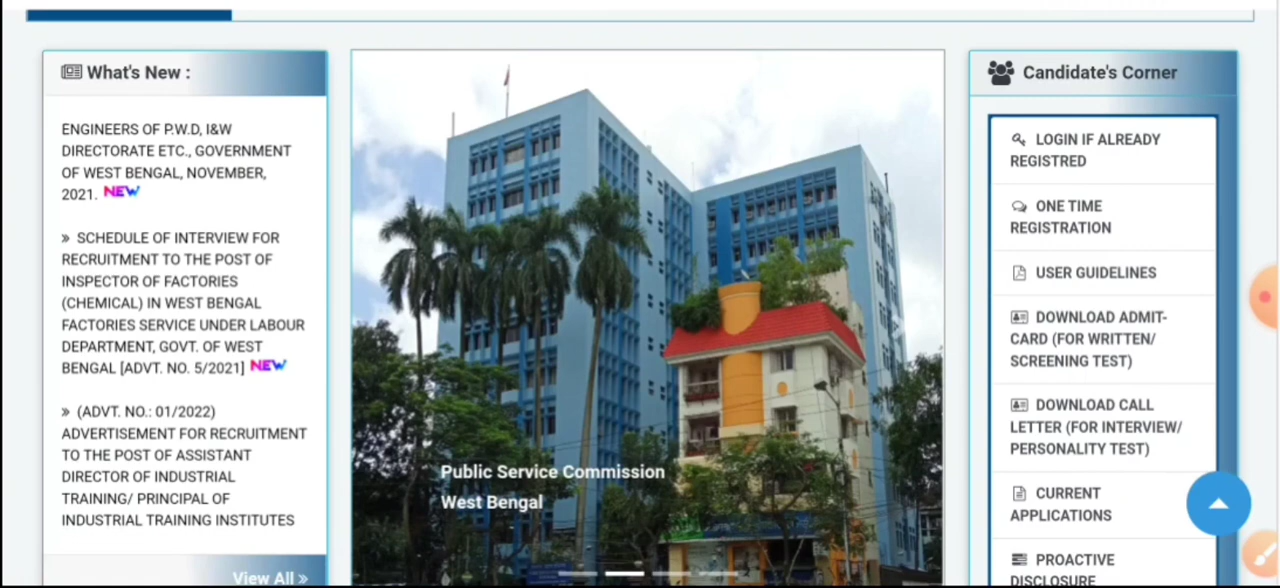 What's New :
ENGINEERS OF P.W.D, I&W
DIRECTORATE ETC., GOVERNMENT
OF WEST BENGAL, NOVEMBER,
2021. NEW
» SCHEDULE OF INTERVIEW FOR
RECRUITMENT TO THE POST OF
INSPECTOR OF FACTORIES
(CHEMICAL) IN WEST BENGAL
FACTORIES SERVICE UNDER LABOUR
DEPARTMENT, GOVT. OF WEST
BENGAL [ADVT. NO. 5/2021] NEW
» (ADVT. NO.: 01/2022)
ADVERTISEMENT FOR RECRUITMENT
TO THE POST OF ASSISTANT
DIRECTOR OF INDUSTRIAL
TRAINING/ PRINCIPAL OF
INDUSTRIAL TRAINING INSTITUTES
View All »
Public Service Commission
West Bengal
Candidate's Corner
LOGIN IF ALREADY
REGISTRED
ONE TIME
REGISTRATION
USER GUIDELINES
DOWNLOAD ADMIT-
CARD (FOR WRITTEN/
SCREENING TEST)
DOWNLOAD CALL
LETTER (FOR INTERVIEW/
PERSONALITY TEST)
CURRENT
APPLICATIONS
PROACTIVE
DISCLOSURE